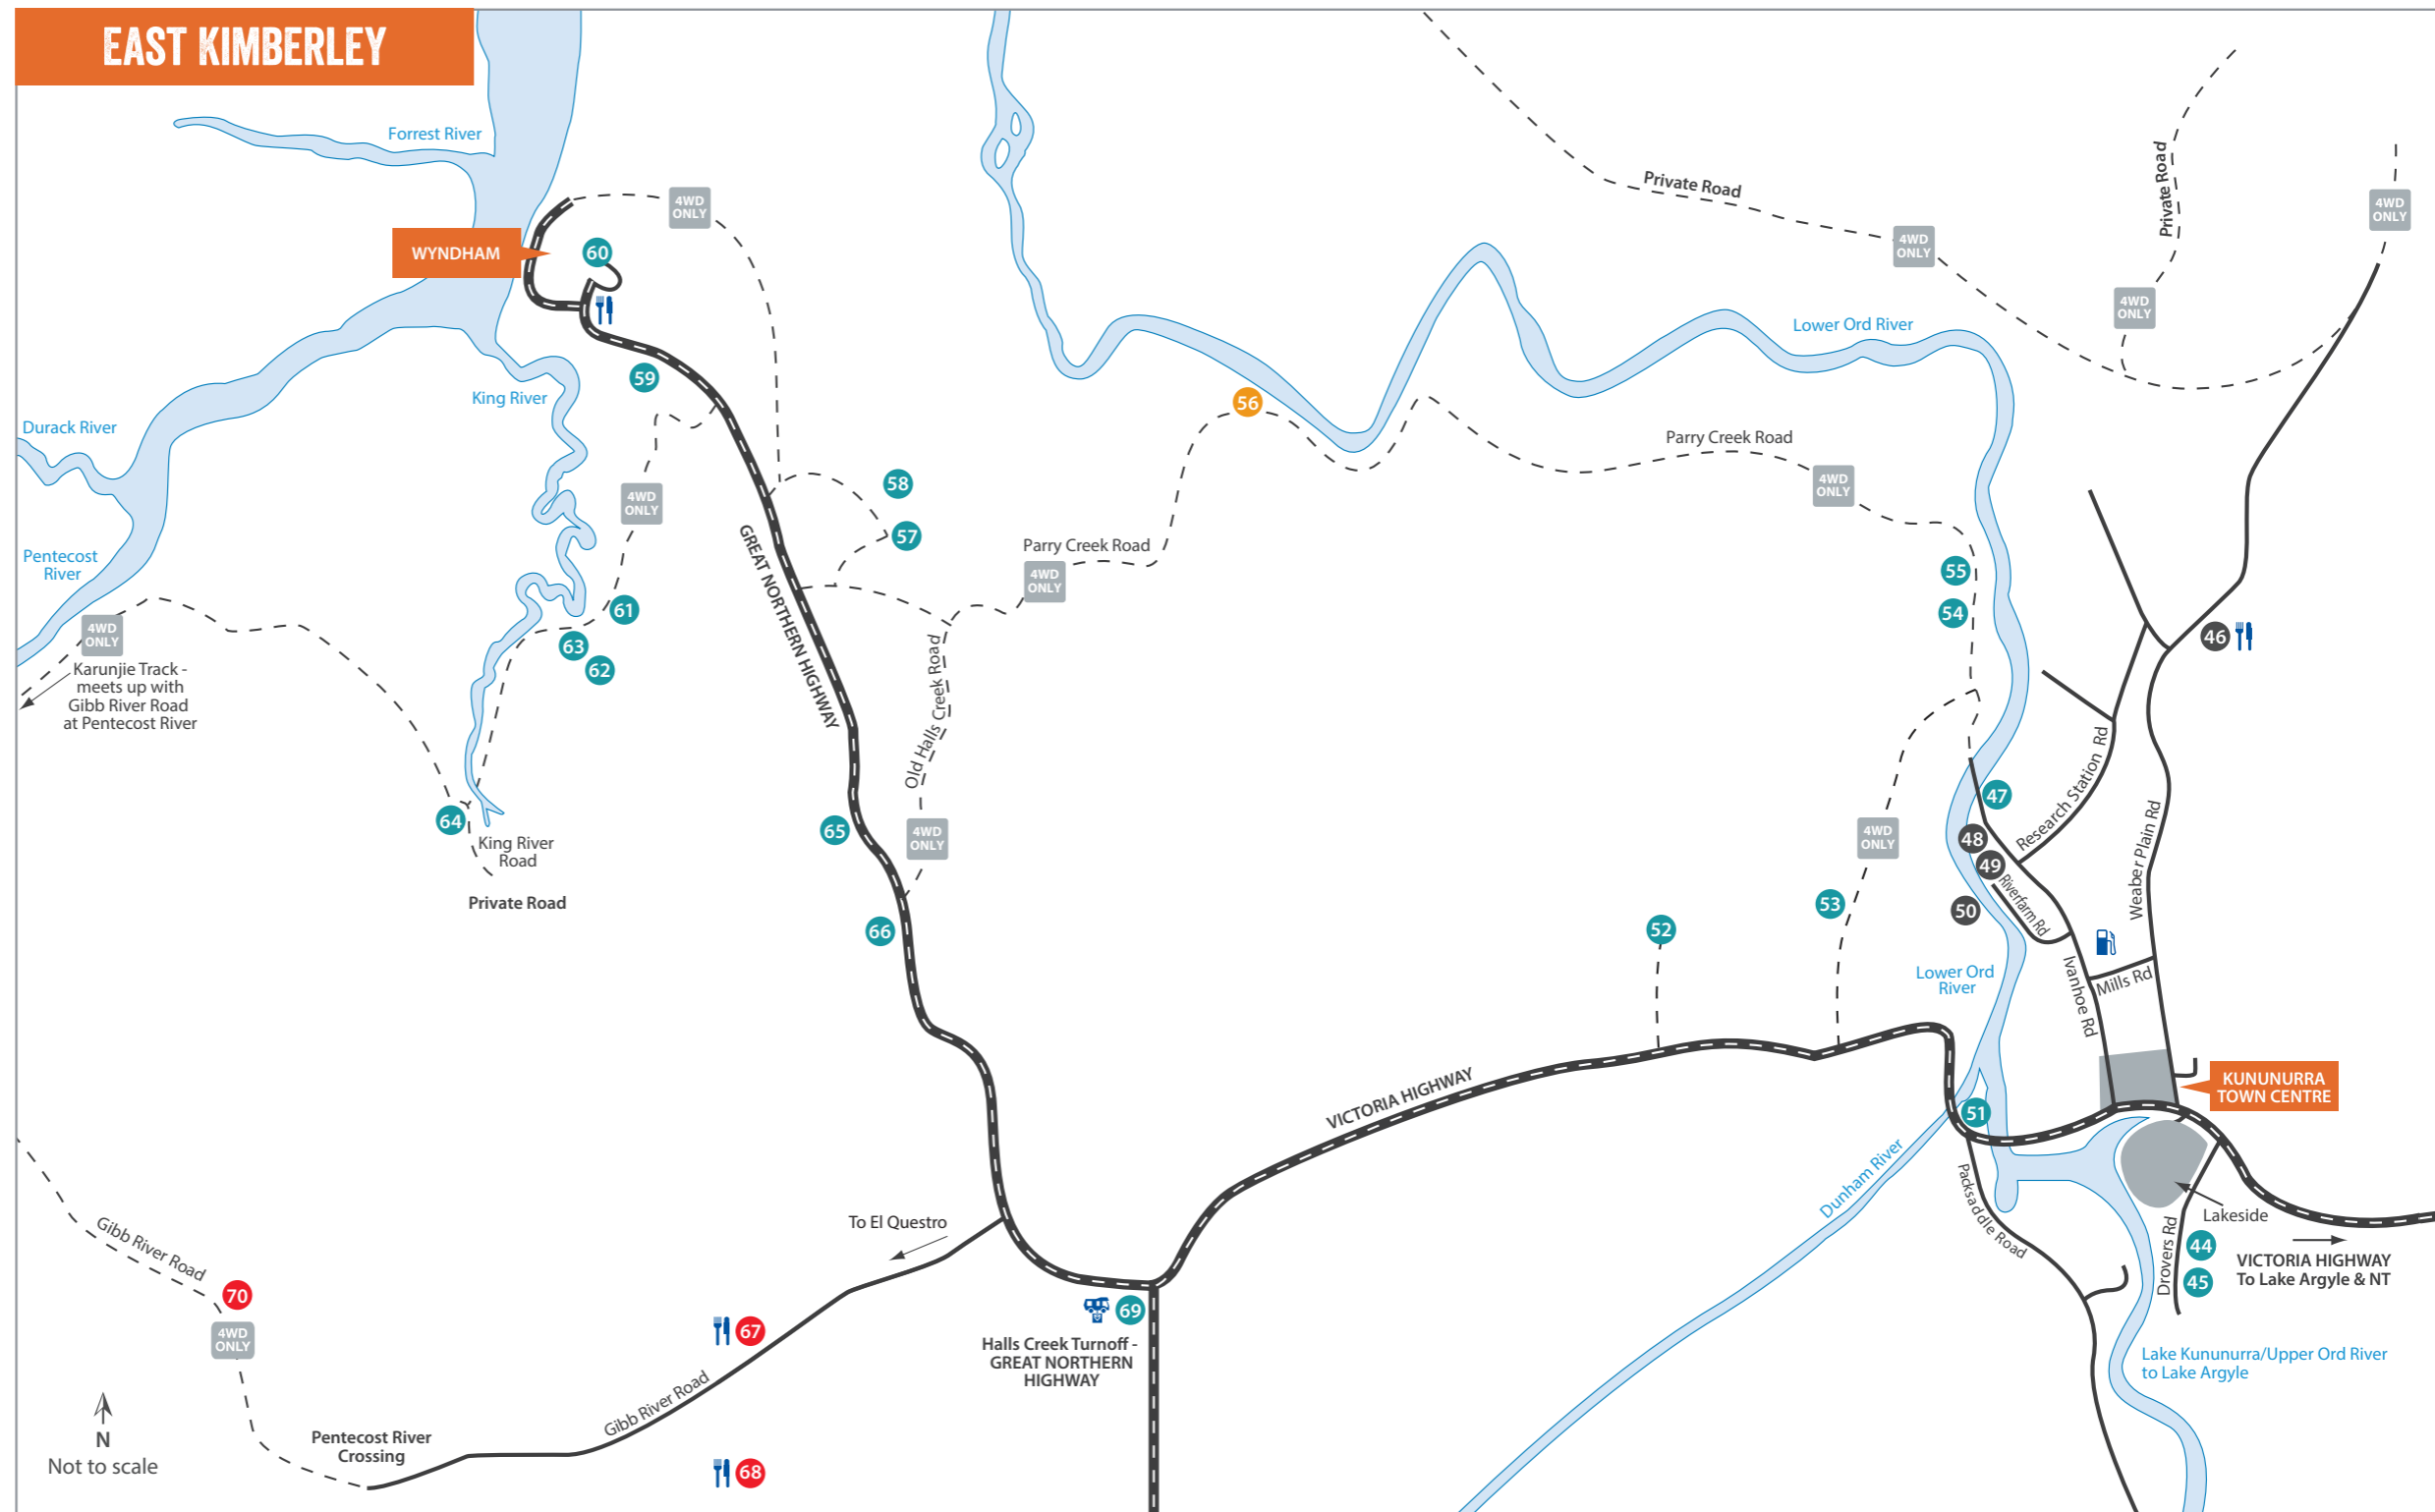 EAST KIMBERLEY
Forrest River
4WD
ONLY
WYNDHAM
60
59
King River
Durack River
Pentecost
River
4WD
ONLY
4WD
ONLY
61
63
62
Karunjie Track -
meets up with
Gibb River Road
at Pentecost River
64
King River
Road
Private Road
GREAT NORTHERN HIGHWAY
58
57
56
Parry Creek Road
4WD
ONLY
Old Halls Creek Road
4WD
ONLY
65
66
Private Road
4WD
ONLY
Private Road
4WD
ONLY
4WD
ONLY
Lower Ord River
Parry Creek Road
4WD
ONLY
55
54
46
47
48
49
50
Research Station Rd
Riverfarm Rd
Weaber Plain Rd
Ivanhoe Rd
Mills Rd
4WD
ONLY
53
52
Lower Ord
River
KUNUNURRA
TOWN CENTRE
51
VICTORIA HIGHWAY
Dunham River
Packsaddle Road
Drovers Rd
Lakeside
44
45
VICTORIA HIGHWAY
To Lake Argyle & NT
Lake Kununurra/Upper Ord River
to Lake Argyle
To El Questro
69
Halls Creek Turnoff -
GREAT NORTHERN
HIGHWAY
Gibb River Road
70
4WD
ONLY
67
Gibb River Road
68
Pentecost River
Crossing
N
Not to scale